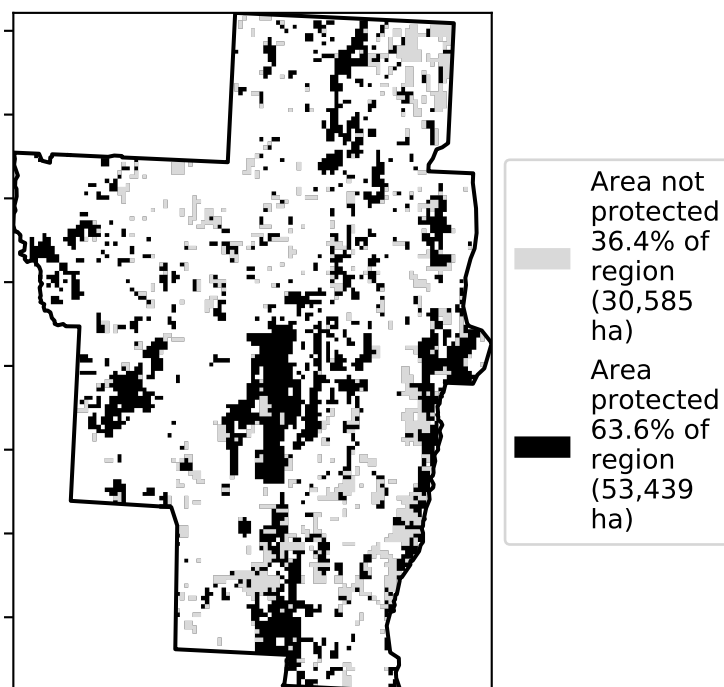 Area not
protected
36.4% of
region
(30,585
ha)
Area
protected
63.6% of
region
(53,439
ha)